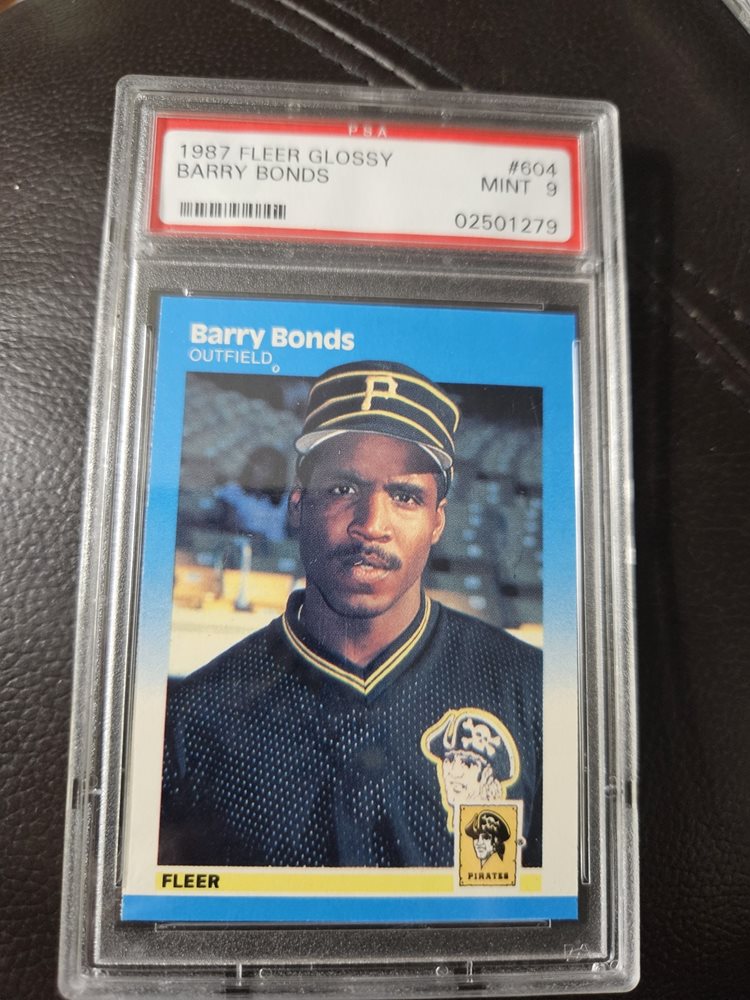 PSA
1987 FLEER GLOSSY #604
BARRY BONDS MINT 9
02501279
Barry Bonds
OUTFIELD
P
PIRATES
®
FLEER